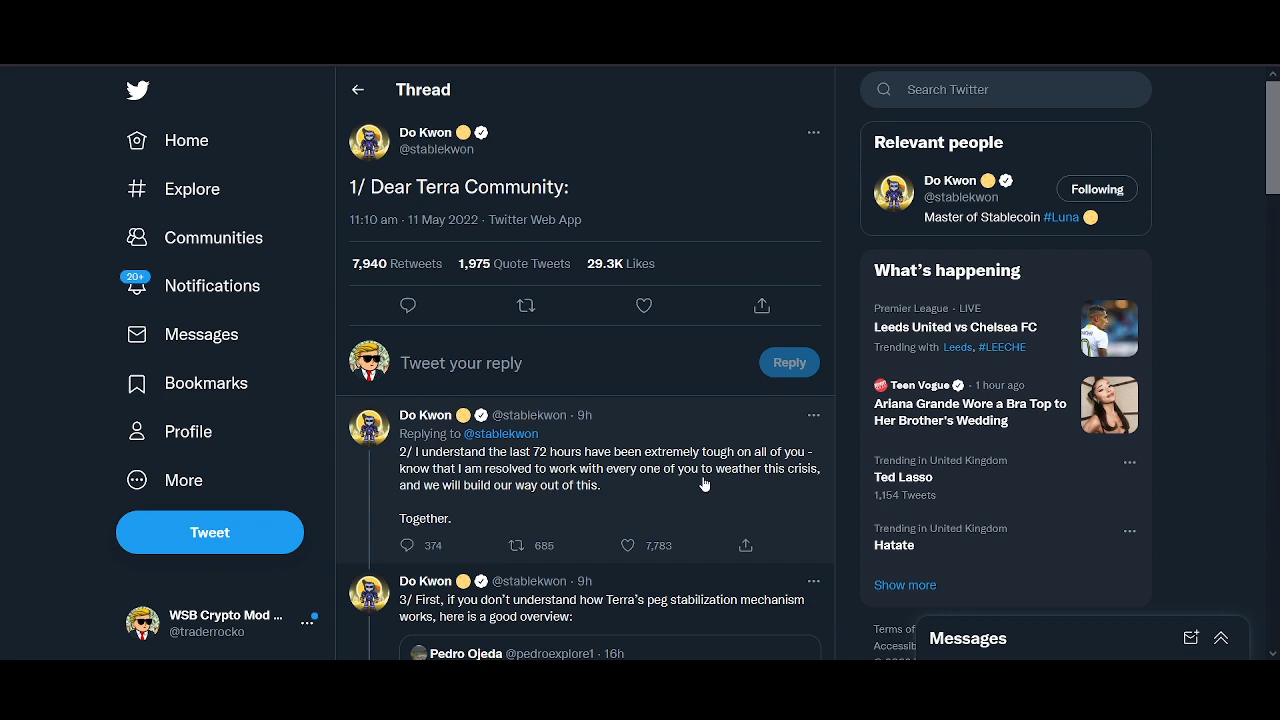 Home
Explore
Communities
20+
Notifications
Messages
Bookmarks
Profile
More
Tweet
WSB Crypto Mod ...
@traderrocko
Thread
Do Kwon
@stablekwon
1/ Dear Terra Community:
11:10 am · 11 May 2022 · Twitter Web App
7,940 Retweets 1,975 Quote Tweets 29.3K Likes
Tweet your reply
Reply
Do Kwon @stablekwon · 9h
Replying to @stablekwon
2/ I understand the last 72 hours have been extremely tough on all of you -
know that I am resolved to work with every one of you to weather this crisis,
and we will build our way out of this.
Together.
374 685 7,783
Do Kwon @stablekwon · 9h
3/ First, if you don't understand how Terra's peg stabilization mechanism
works, here is a good overview:
Pedro Ojeda @pedroexplore1 · 16h
Search Twitter
Relevant people
Do Kwon
@stablekwon
Following
Master of Stablecoin #Luna
What's happening
Premier League · LIVE
Leeds United vs Chelsea FC
Trending with Leeds, #LEECHE
Teen Vogue · 1 hour ago
Ariana Grande Wore a Bra Top to
Her Brother's Wedding
Trending in United Kingdom
Ted Lasso
1,154 Tweets
Trending in United Kingdom
Hatate
Show more
Terms of
Messages